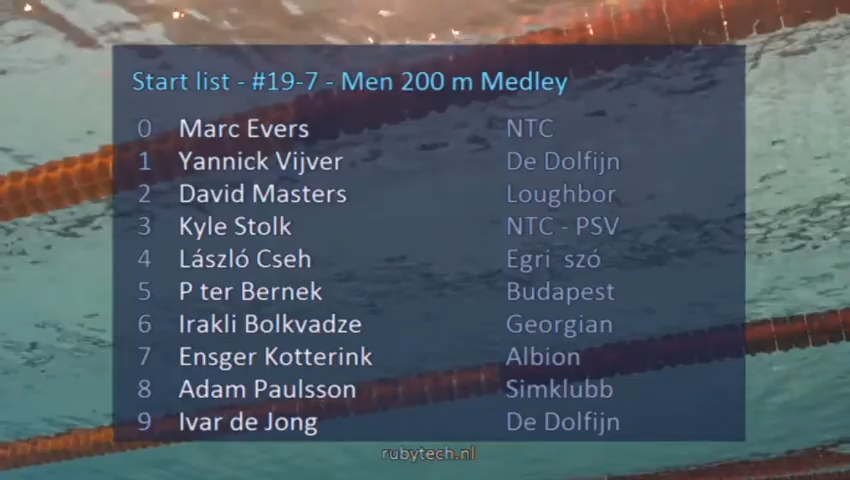 Start list - #19-7 - Men 200 m Medley
0 Marc Evers NTC
1 Yannick Vijver De Dolfijn
2 David Masters Loughbor
3 Kyle Stolk NTC - PSV
4 László Cseh Egri szó
5 P ter Bernek Budapest
6 Irakli Bolkvadze Georgian
7 Ensger Kotterink Albion
8 Adam Paulsson Simklubb
9 Ivar de Jong De Dolfijn
rubytech.nl